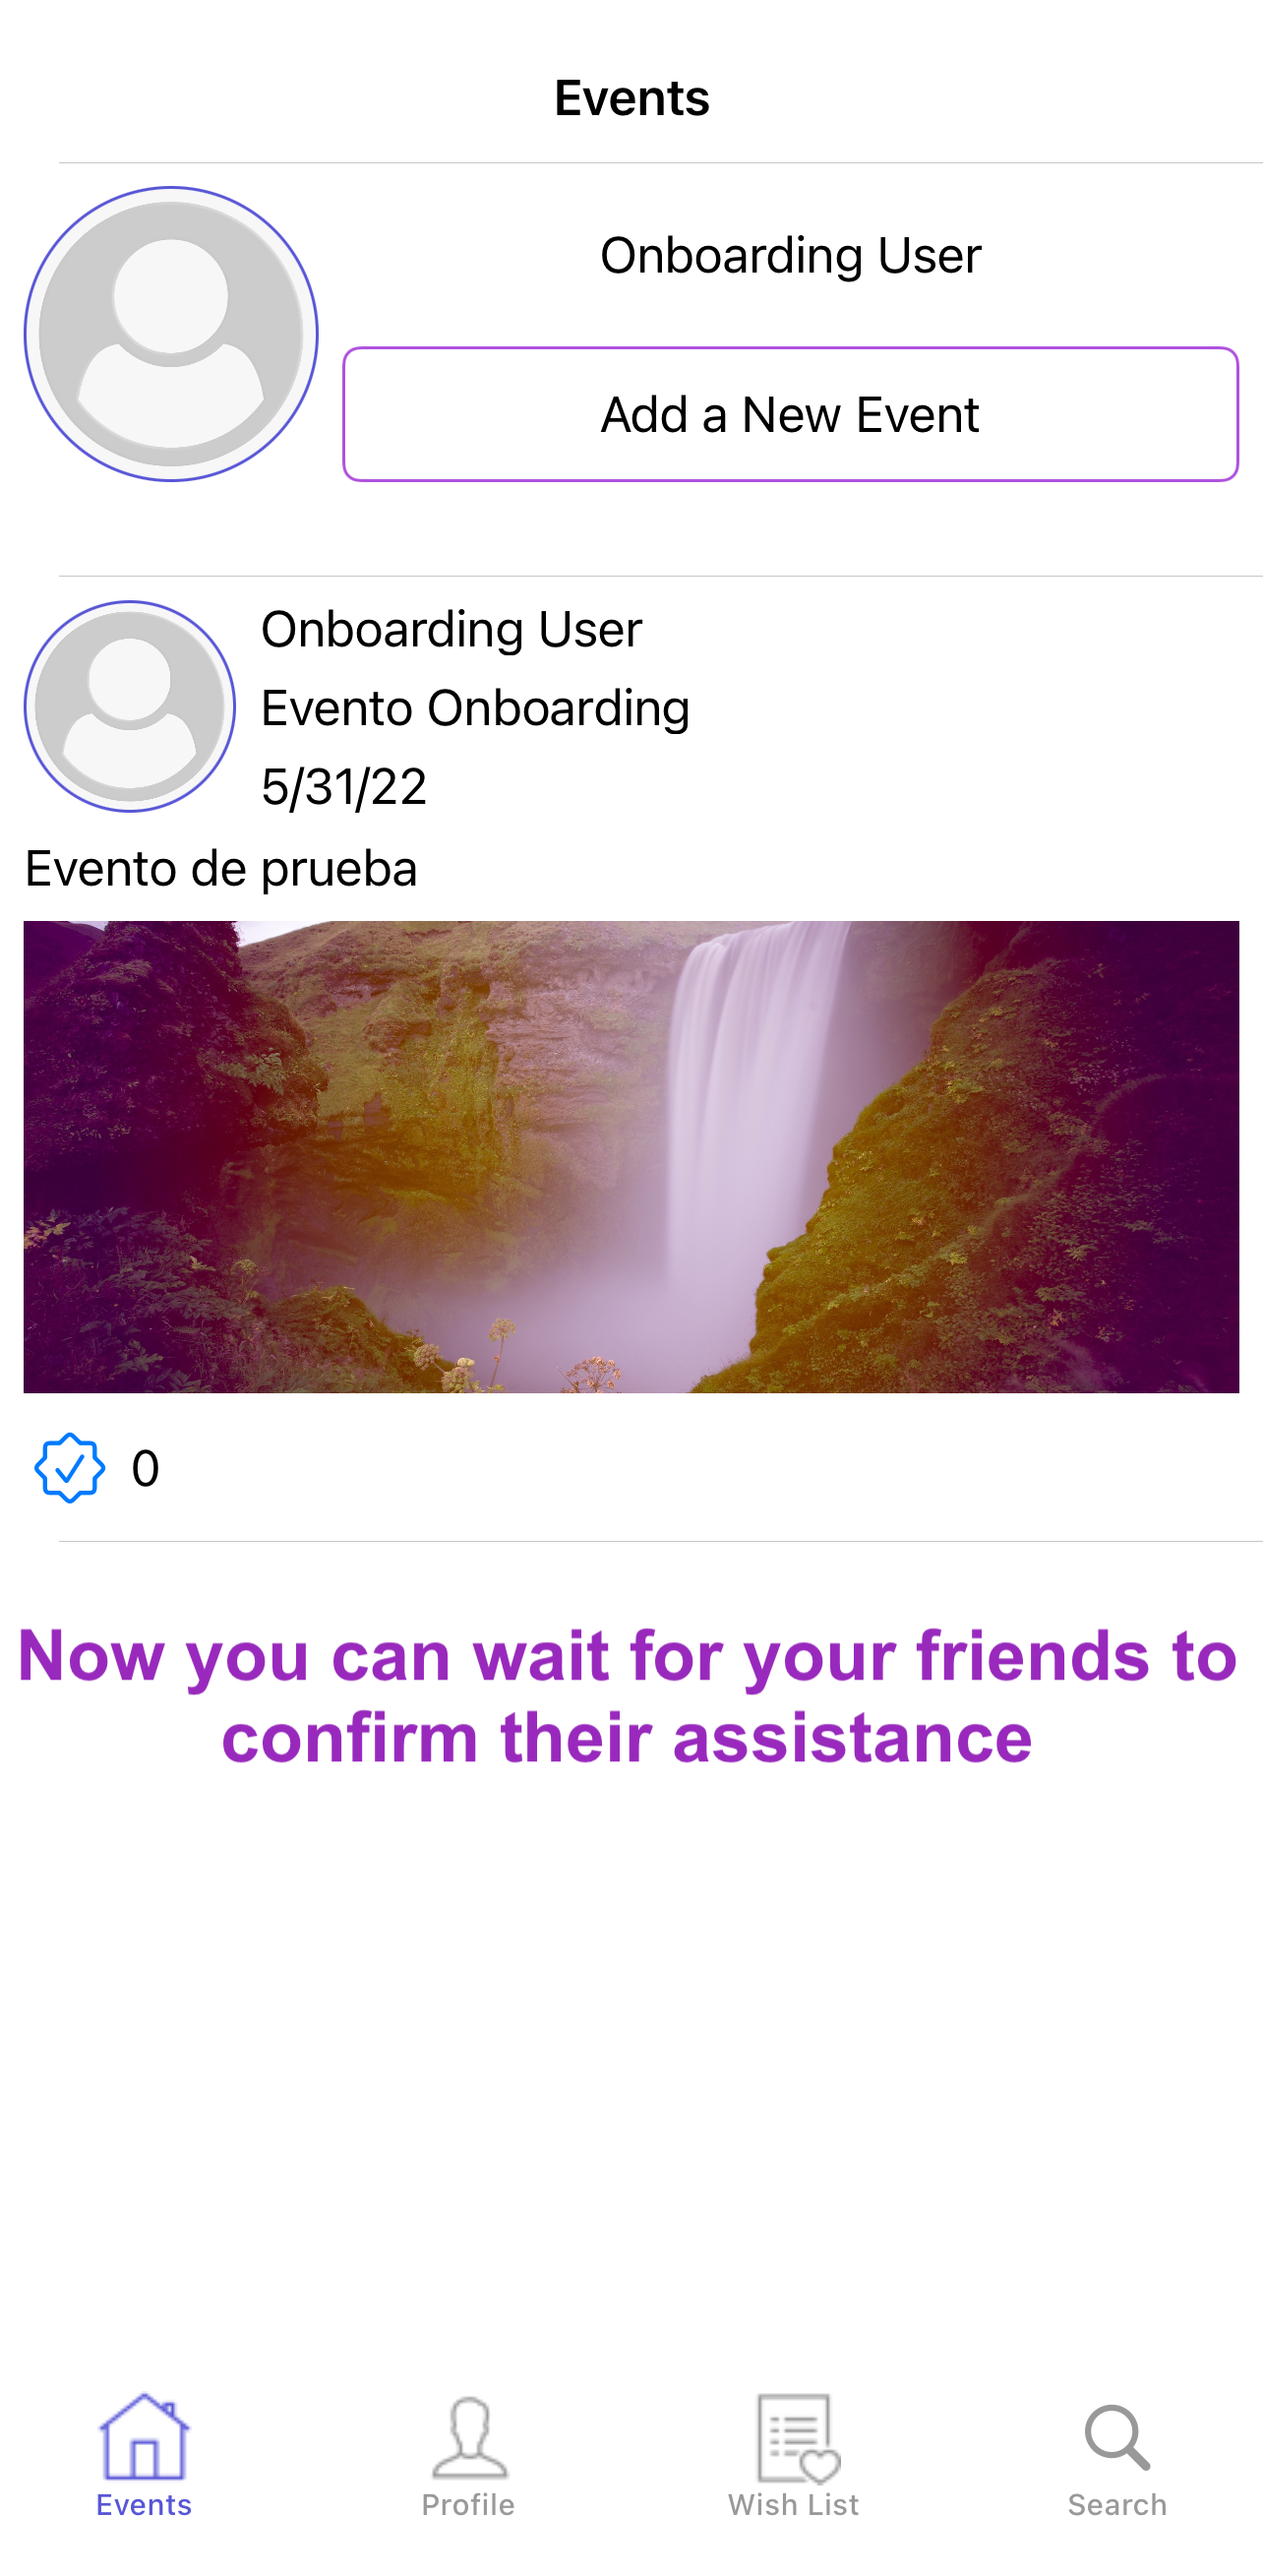 Events
Onboarding User
Add a New Event
Onboarding User
Evento Onboarding
5/31/22
Evento de prueba
0
Now you can wait for your friends to
confirm their assistance
Events
Profile
Wish List
Search